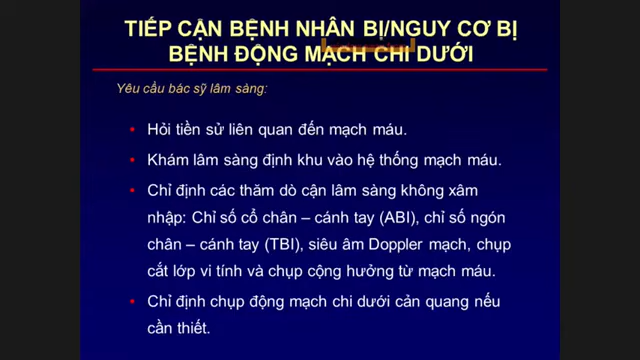 TIẾP CẬN BỆNH NHÂN BỊ/NGUY CƠ BỊ
BỆNH ĐỘNG MẠCH CHI DƯỚI
Yêu cầu bác sỹ lâm sàng:
• Hỏi tiền sử liên quan đến mạch máu.
• Khám lâm sàng định khu vào hệ thống mạch máu.
• Chỉ định các thăm dò cận lâm sàng không xâm
nhập: Chỉ số cổ chân – cánh tay (ABI), chỉ số ngón
chân – cánh tay (TBI), siêu âm Doppler mạch, chụp
cắt lớp vi tính và chụp cộng hưởng từ mạch máu.
• Chỉ định chụp động mạch chi dưới cản quang nếu
cần thiết.